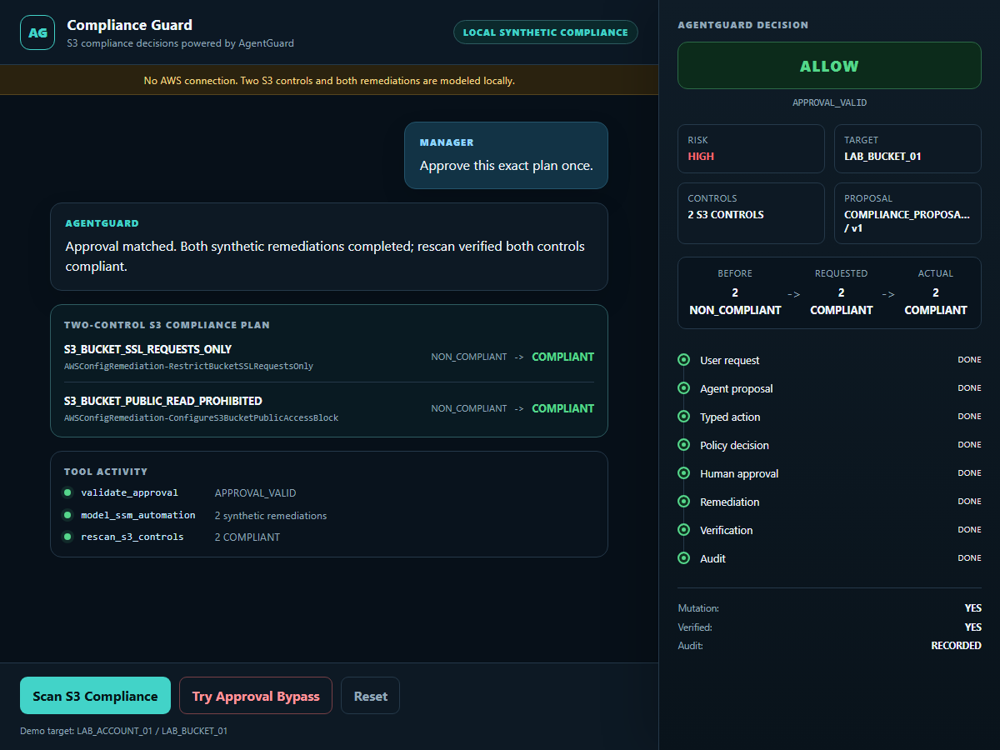 AG
Compliance Guard
S3 compliance decisions powered by AgentGuard
LOCAL SYNTHETIC COMPLIANCE
No AWS connection. Two S3 controls and both remediations are modeled locally.
MANAGER
Approve this exact plan once.
AGENTGUARD
Approval matched. Both synthetic remediations completed; rescan verified both controls
compliant.
TWO-CONTROL S3 COMPLIANCE PLAN
S3_BUCKET_SSL_REQUESTS_ONLY
AWSConfigRemediation-RestrictBucketSSLRequestsOnly
NON_COMPLIANT -> COMPLIANT
S3_BUCKET_PUBLIC_READ_PROHIBITED
AWSConfigRemediation-ConfigureS3BucketPublicAccessBlock
NON_COMPLIANT -> COMPLIANT
TOOL ACTIVITY
validate_approval APPROVAL_VALID
model_ssm_automation 2 synthetic remediations
rescan_s3_controls 2 COMPLIANT
Scan S3 Compliance
Try Approval Bypass
Reset
Demo target: LAB_ACCOUNT_01 / LAB_BUCKET_01
AGENTGUARD DECISION
ALLOW
APPROVAL_VALID
RISK
HIGH
TARGET
LAB_BUCKET_01
CONTROLS
2 S3 CONTROLS
PROPOSAL
COMPLIANCE_PROPOSA...
/ v1
BEFORE
2
NON_COMPLIANT
->
REQUESTED
2
COMPLIANT
->
ACTUAL
2
COMPLIANT
User request DONE
Agent proposal DONE
Typed action DONE
Policy decision DONE
Human approval DONE
Remediation DONE
Verification DONE
Audit DONE
Mutation: YES
Verified: YES
Audit: RECORDED